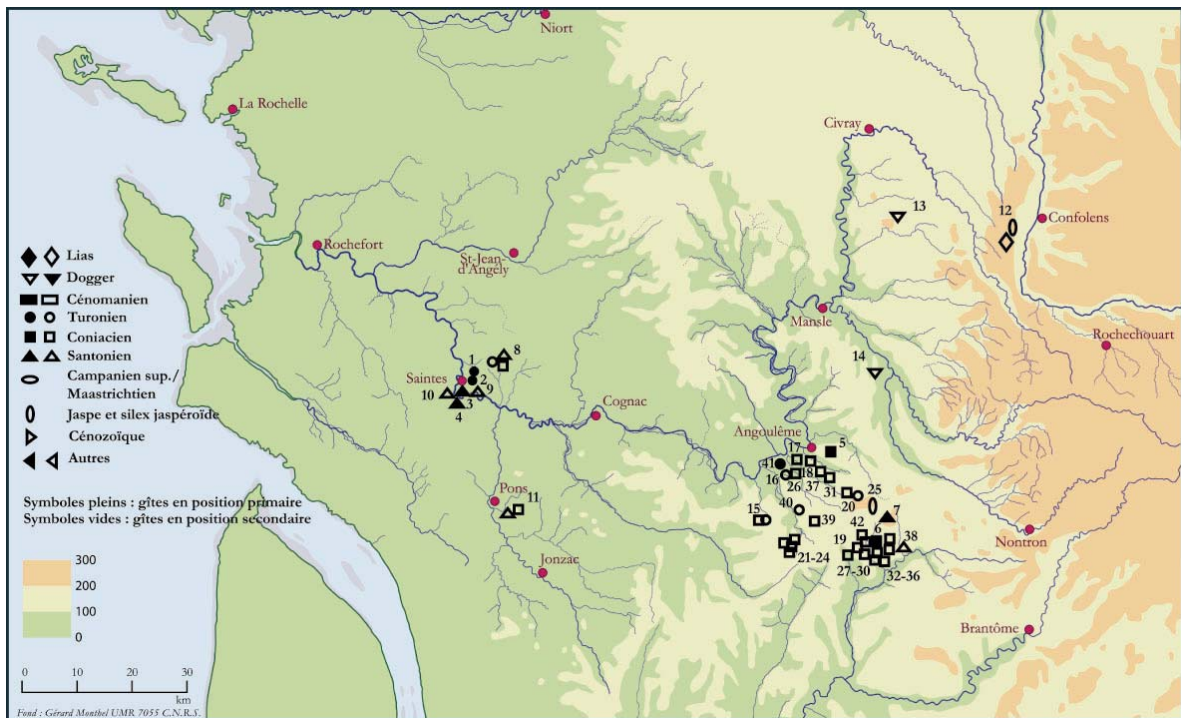 Niort
La Rochelle
Civray
13
12
Confolens
Rochefort
St-Jean-
d'Angély
Lias
Dogger
Cénomanien
Turonien
Coniacien
Santonien
Campanien sup./
Maastrichtien
Jaspe et silex jaspéroïde
Cénozoïque
Autres
Mansle
Rochechouart
14
8
1
Saintes
2
9
10
3
4
Cognac
Angoulême
5
17
41
16
18
26
37
31
25
20
Pons
11
40
7
15
39
42
6
38
19
Nontron
21-24
27-30
32-36
Jonzac
Brantôme
Symboles pleins : gîtes en position primaire
Symboles vides : gîtes en position secondaire
300
200
100
0
0 10 20 30
km
Fond : Gérard Monthel UMR 7055 C.N.R.S.